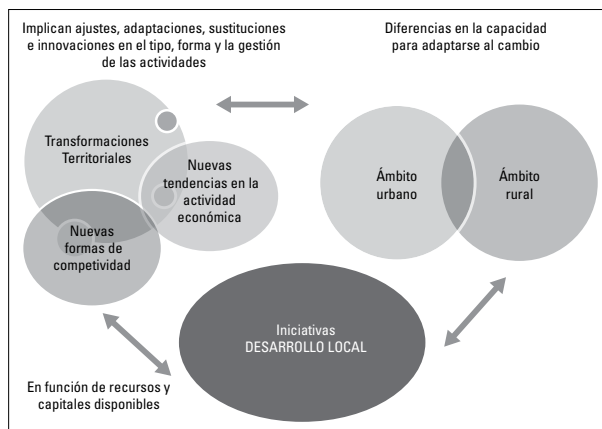 Implican ajustes, adaptaciones, sustituciones
e innovaciones en el tipo, forma y la gestión
de las actividades
Diferencias en la capacidad
para adaptarse al cambio
Transformaciones
Territoriales
Nuevas
tendencias en la
actividad
económica
Nuevas
formas de
competividad
Ámbito
urbano
Ámbito
rural
Iniciativas
DESARROLLO LOCAL
En función de recursos y
capitales disponibles